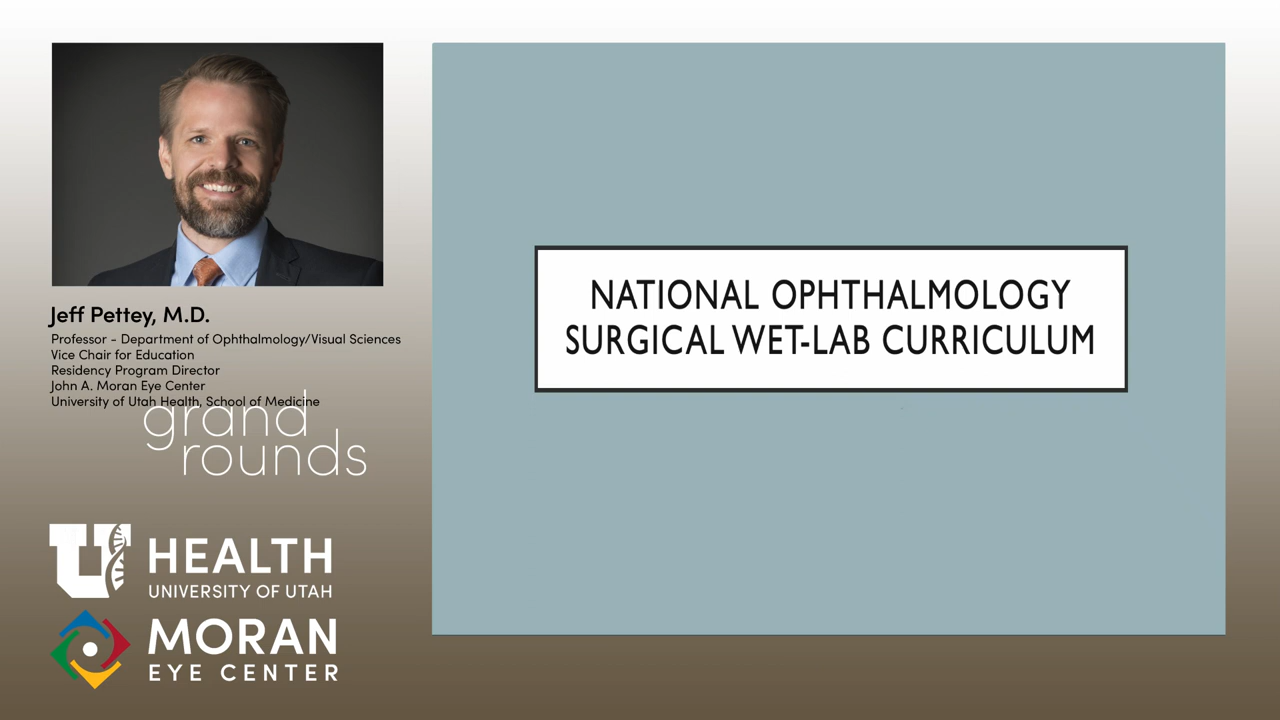 Jeff Pettey, M.D.
Professor - Department of Ophthalmology/Visual Sciences
Vice Chair for Education
Residency Program Director
John A. Moran Eye Center
University of Utah Health, School of Medicine
grand
rounds
U HEALTH
UNIVERSITY OF UTAH
MORAN
EYE CENTER
NATIONAL OPHTHALMOLOGY
SURGICAL WET-LAB CURRICULUM